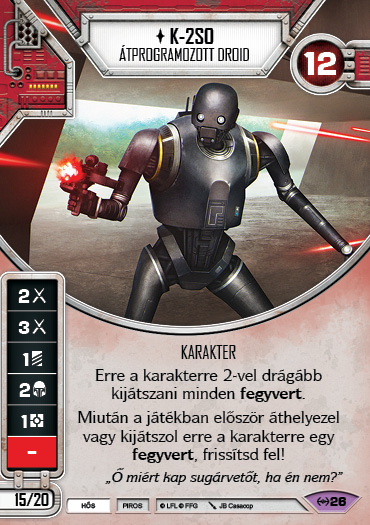 K-2SO
ÁTPROGRAMOZOTT DROID
12
2
3
1
2
1
-
15/20
KARAKTER
Erre a karakterre 2-vel drágább
kijátszani minden fegyvert.
Miután a játékban először áthelyezel
vagy kijátszol erre a karakterre egy
fegyvert, frissítsd fel!
„Ő miért kap sugárvetőt, ha én nem?”
HŐS
PIROS
© LFL © FFG
JB Casacop
26